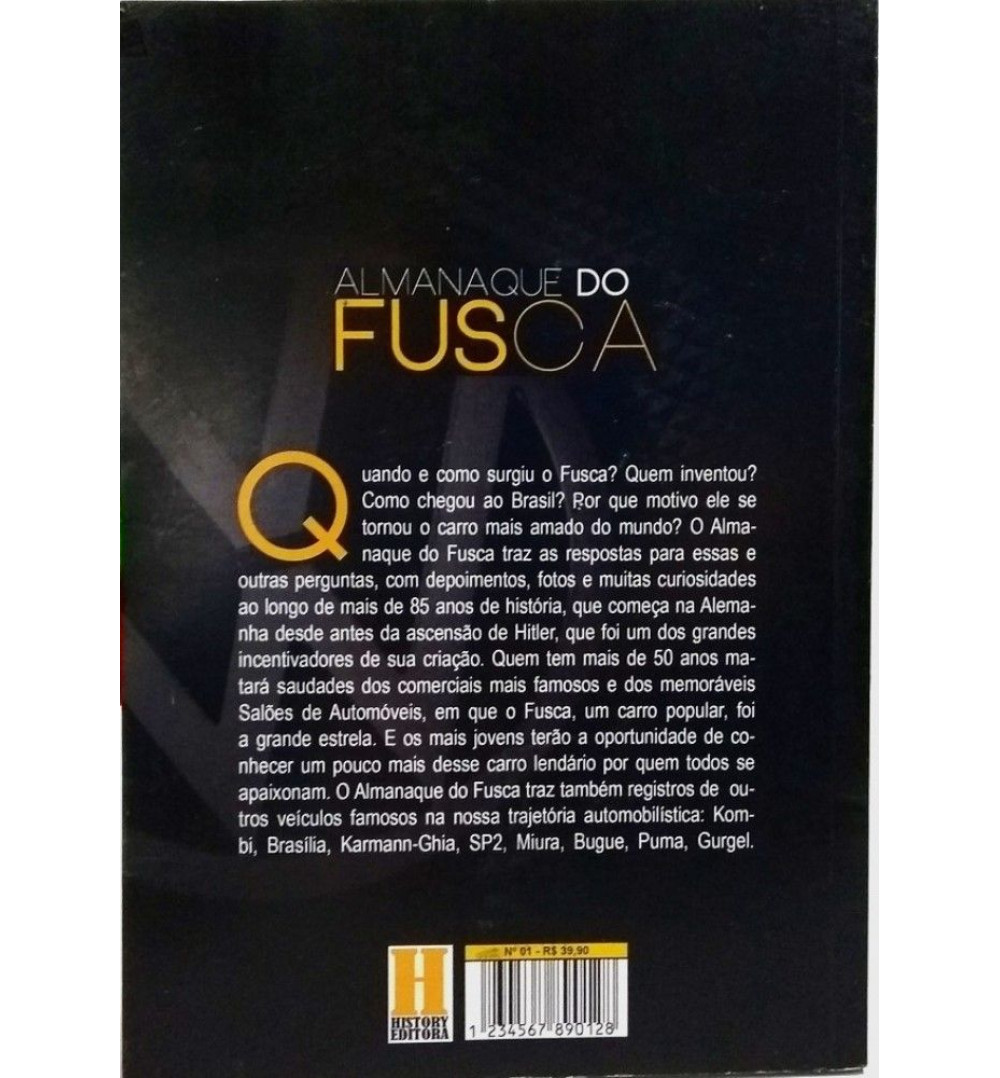 ALMANAQUE DO
FUSCA
Quando e como surgiu o Fusca? Quem inventou?
Como chegou ao Brasil? Por que motivo ele se
tornou o carro mais amado do mundo? O Alma-
naque do Fusca traz as respostas para essas e
outras perguntas, com depoimentos, fotos e muitas curiosidades
ao longo de mais de 85 anos de história, que começa na Alema-
nha desde antes da ascensão de Hitler, que foi um dos grandes
incentivadores de sua criação. Quem tem mais de 50 anos ma-
tará saudades dos comerciais mais famosos e dos memoráveis
Salões de Automóveis, em que o Fusca, um carro popular, foi
a grande estrela. E os mais jovens terão a oportunidade de co-
nhecer um pouco mais desse carro lendário por quem todos se
apaixonam. O Almanaque do Fusca traz também registros de ou-
tros veículos famosos na nossa trajetória automobilística: Kom-
bi, Brasília, Karmann-Ghia, SP2, Miura, Bugue, Puma, Gurgel.
H
HISTORY
EDITORA
Nº 01 - R$ 39,90
1 234567 890128